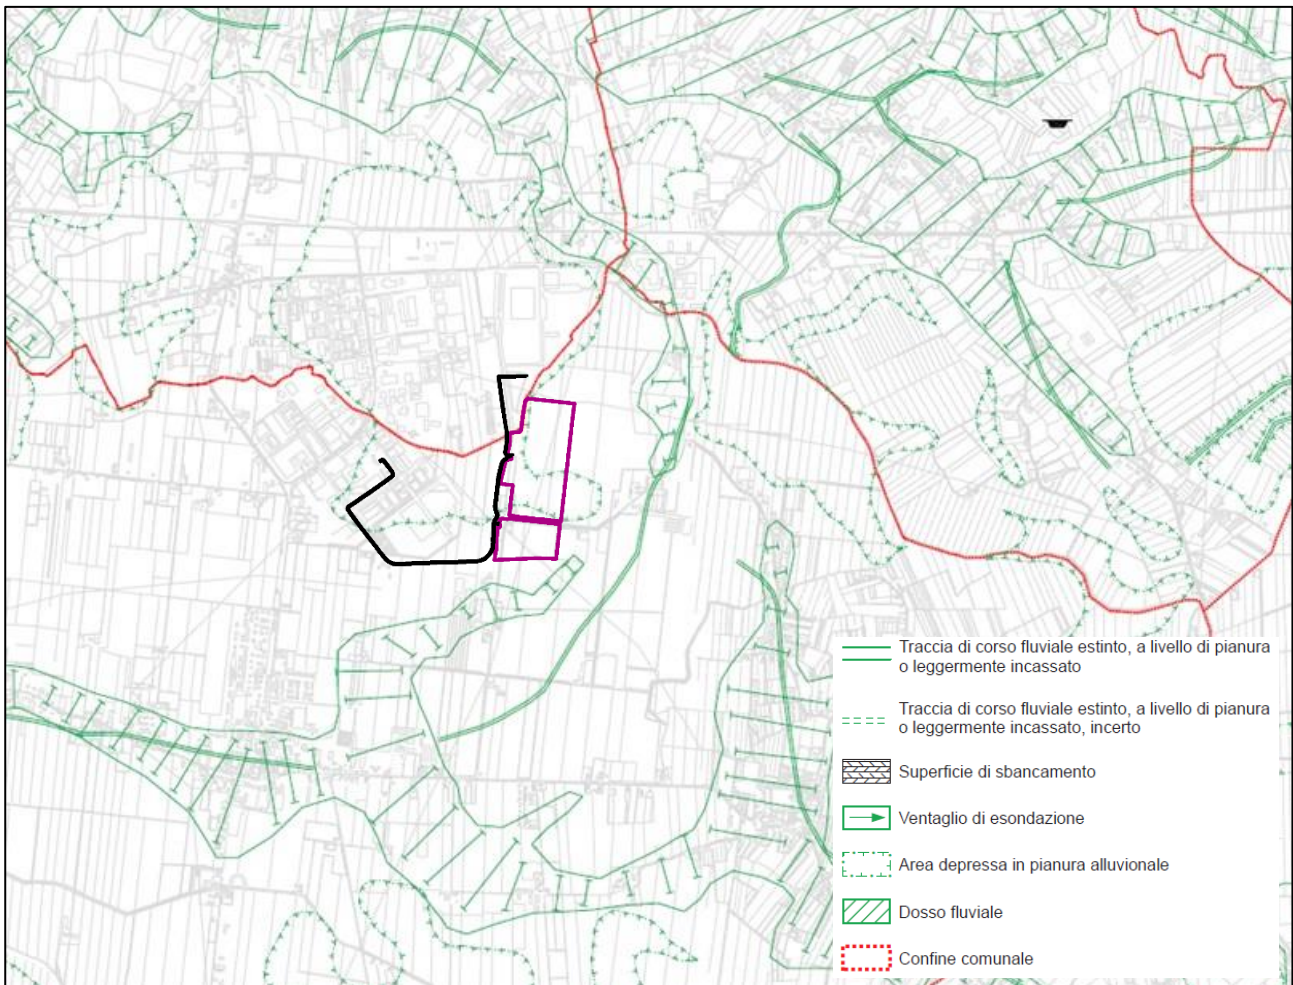 Traccia di corso fluviale estinto, a livello di pianura
o leggermente incassato
Traccia di corso fluviale estinto, a livello di pianura
o leggermente incassato, incerto
Superficie di sbancamento
Ventaglio di esondazione
Area depressa in pianura alluvionale
Dosso fluviale
Confine comunale